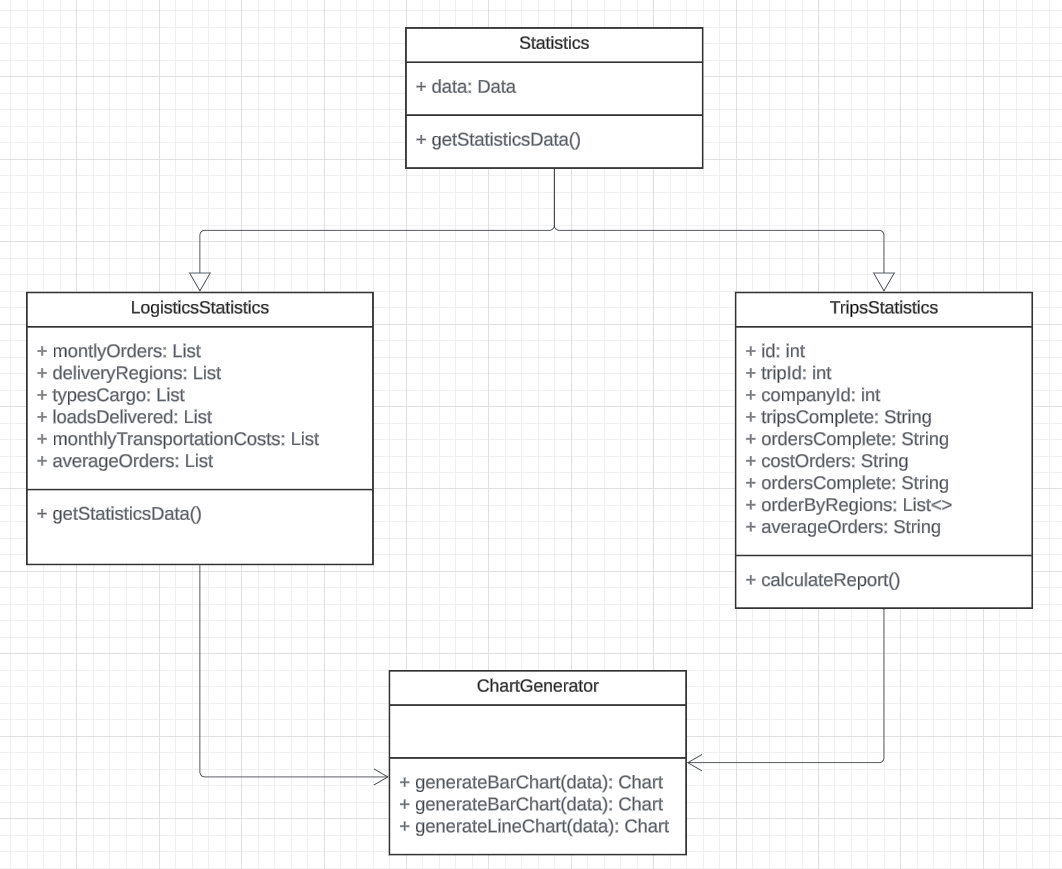 Statistics
+ data: Data
+ getStatisticsData()
LogisticsStatistics
+ montlyOrders: List
+ deliveryRegions: List
+ typesCargo: List
+ loadsDelivered: List
+ monthlyTransportationCosts: List
+ averageOrders: List
+ getStatisticsData()
TripsStatistics
+ id: int
+ tripId: int
+ companyId: int
+ tripsComplete: String
+ ordersComplete: String
+ costOrders: String
+ ordersComplete: String
+ orderByRegions: List<>
+ averageOrders: String
+ calculateReport()
ChartGenerator
+ generateBarChart(data): Chart
+ generateBarChart(data): Chart
+ generateLineChart(data): Chart